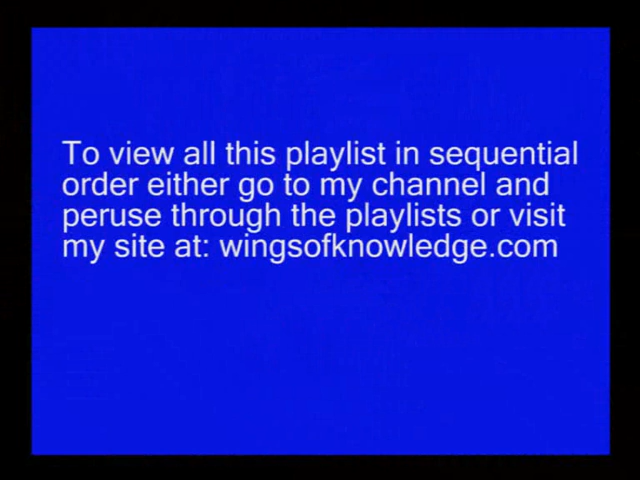 To view all this playlist in sequential
order either go to my channel and
peruse through the playlists or visit
my site at: wingsofknowledge.com